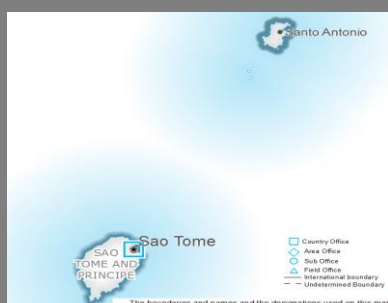 Santo Antonio
Sao Tome
SAO
TOME AND
PRINCIPE
Country Office
Area Office
Sub Office
Field Office
International boundary
Undetermined Boundary
The boundaries and names and the designations used on this map